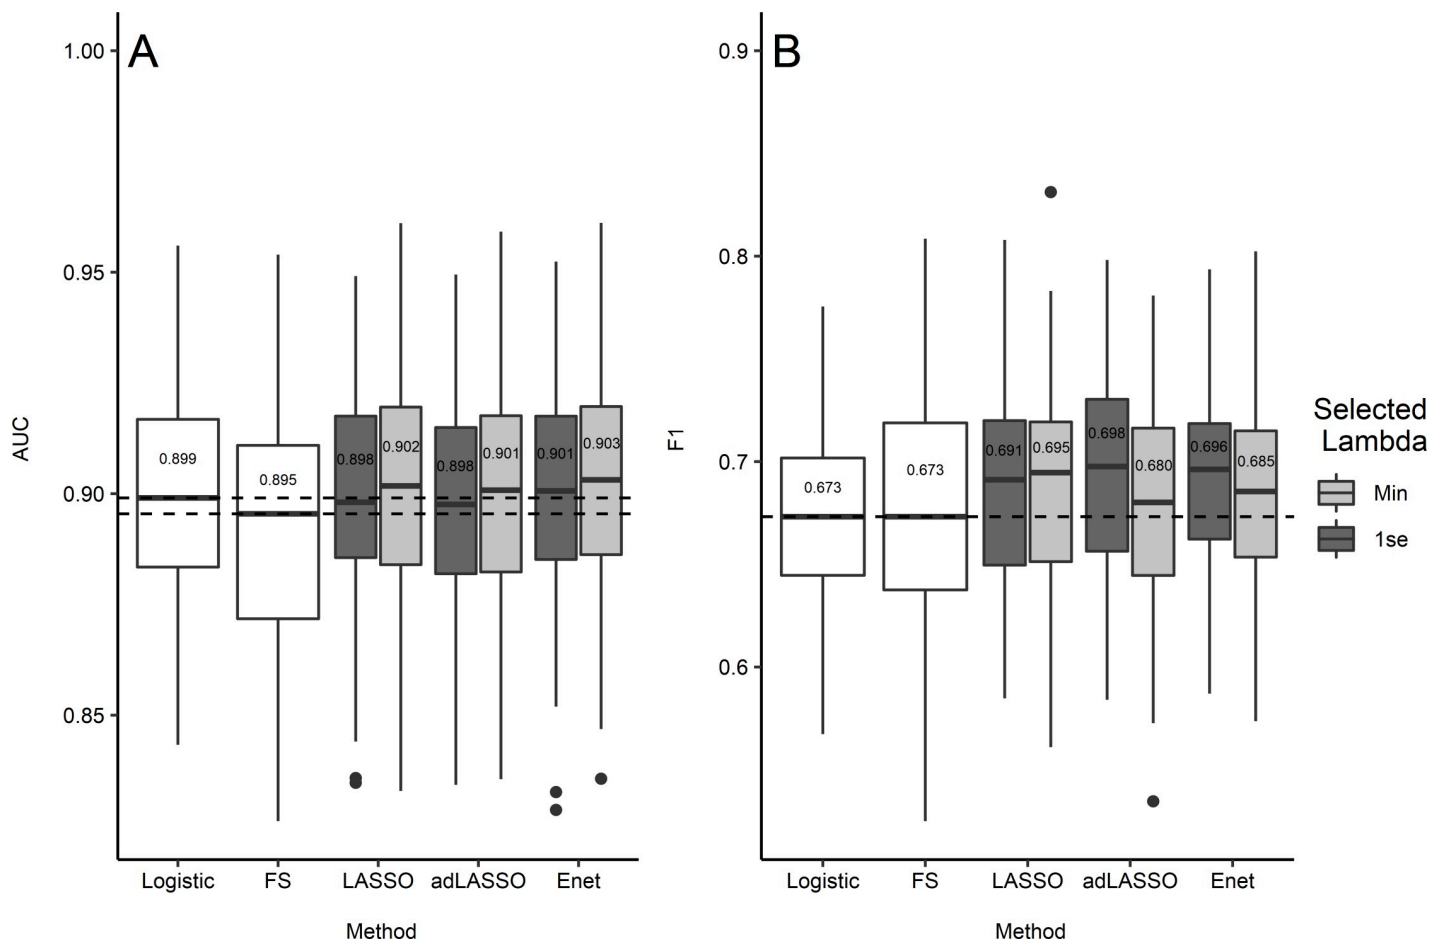 A
1.00
0.95
0.90
0.85
AUC
0.899
0.895
0.898
0.902
0.898
0.901
0.901
0.903
Logistic
FS
LASSO
adLASSO
Enet
Method
B
0.9
0.8
0.7
0.6
F1
0.673
0.673
0.691
0.695
0.698
0.680
0.696
0.685
Logistic
FS
LASSO
adLASSO
Enet
Method
Selected
Lambda
Min
1se